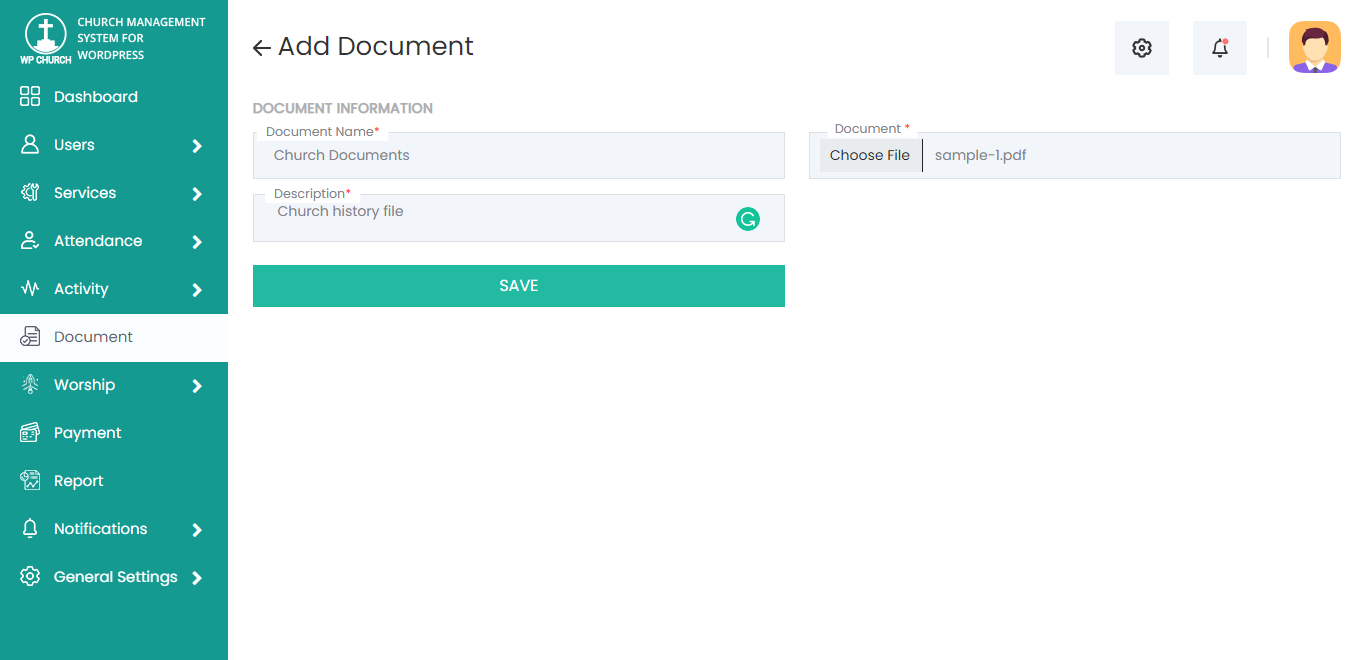 CHURCH MANAGEMENT
SYSTEM FOR
WORDPRESS
WP CHURCH
Dashboard
Users
Services
Attendance
Activity
Document
Worship
Payment
Report
Notifications
General Settings
Add Document
DOCUMENT INFORMATION
Document Name*
Church Documents
Document *
Choose File sample-1.pdf
Description*
Church history file
SAVE